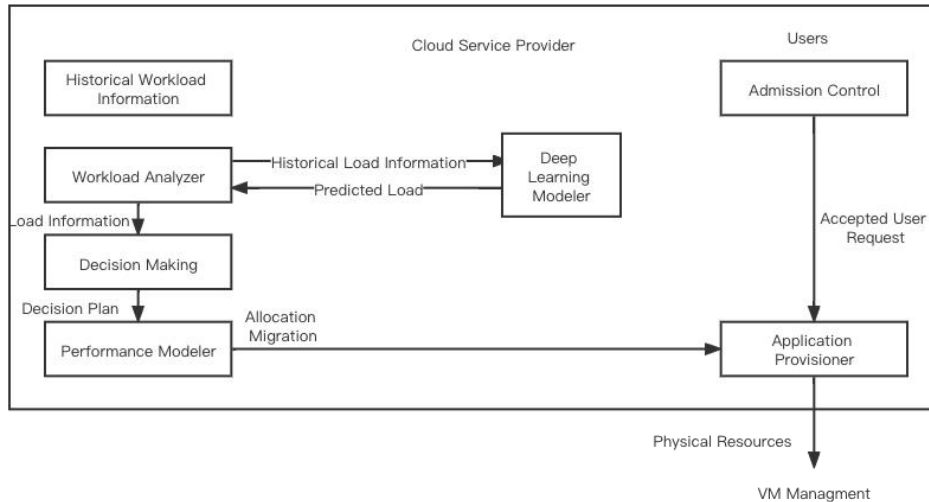 Cloud Service Provider
Users
Historical Workload
Information
Admission Control
Workload Analyzer
Historical Load Information
Predicted Load
Deep
Learning
Modeler
Load Information
Accepted User
Request
Decision Making
Decision Plan
Allocation
Migration
Performance Modeler
Application
Provisioner
Physical Resources
VM Managment